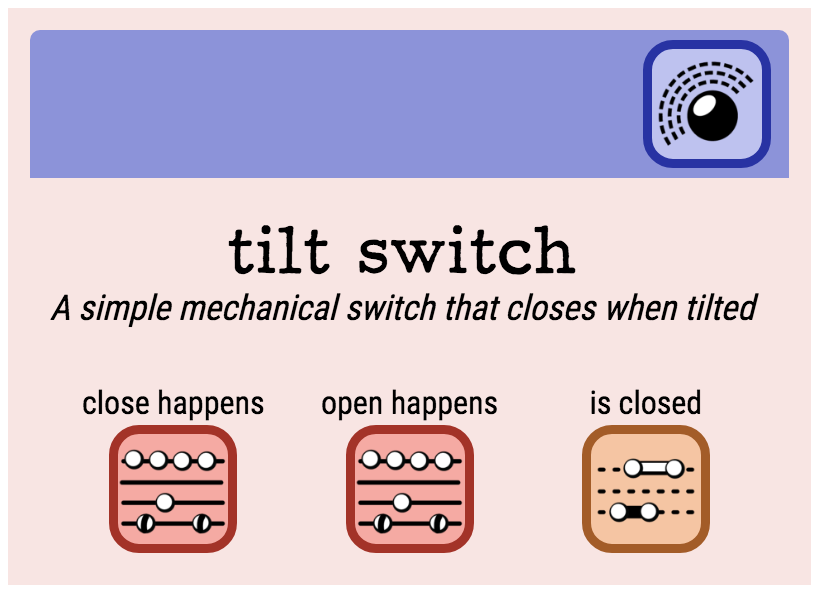 tilt switch
A simple mechanical switch that closes when tilted
close happens open happens is closed